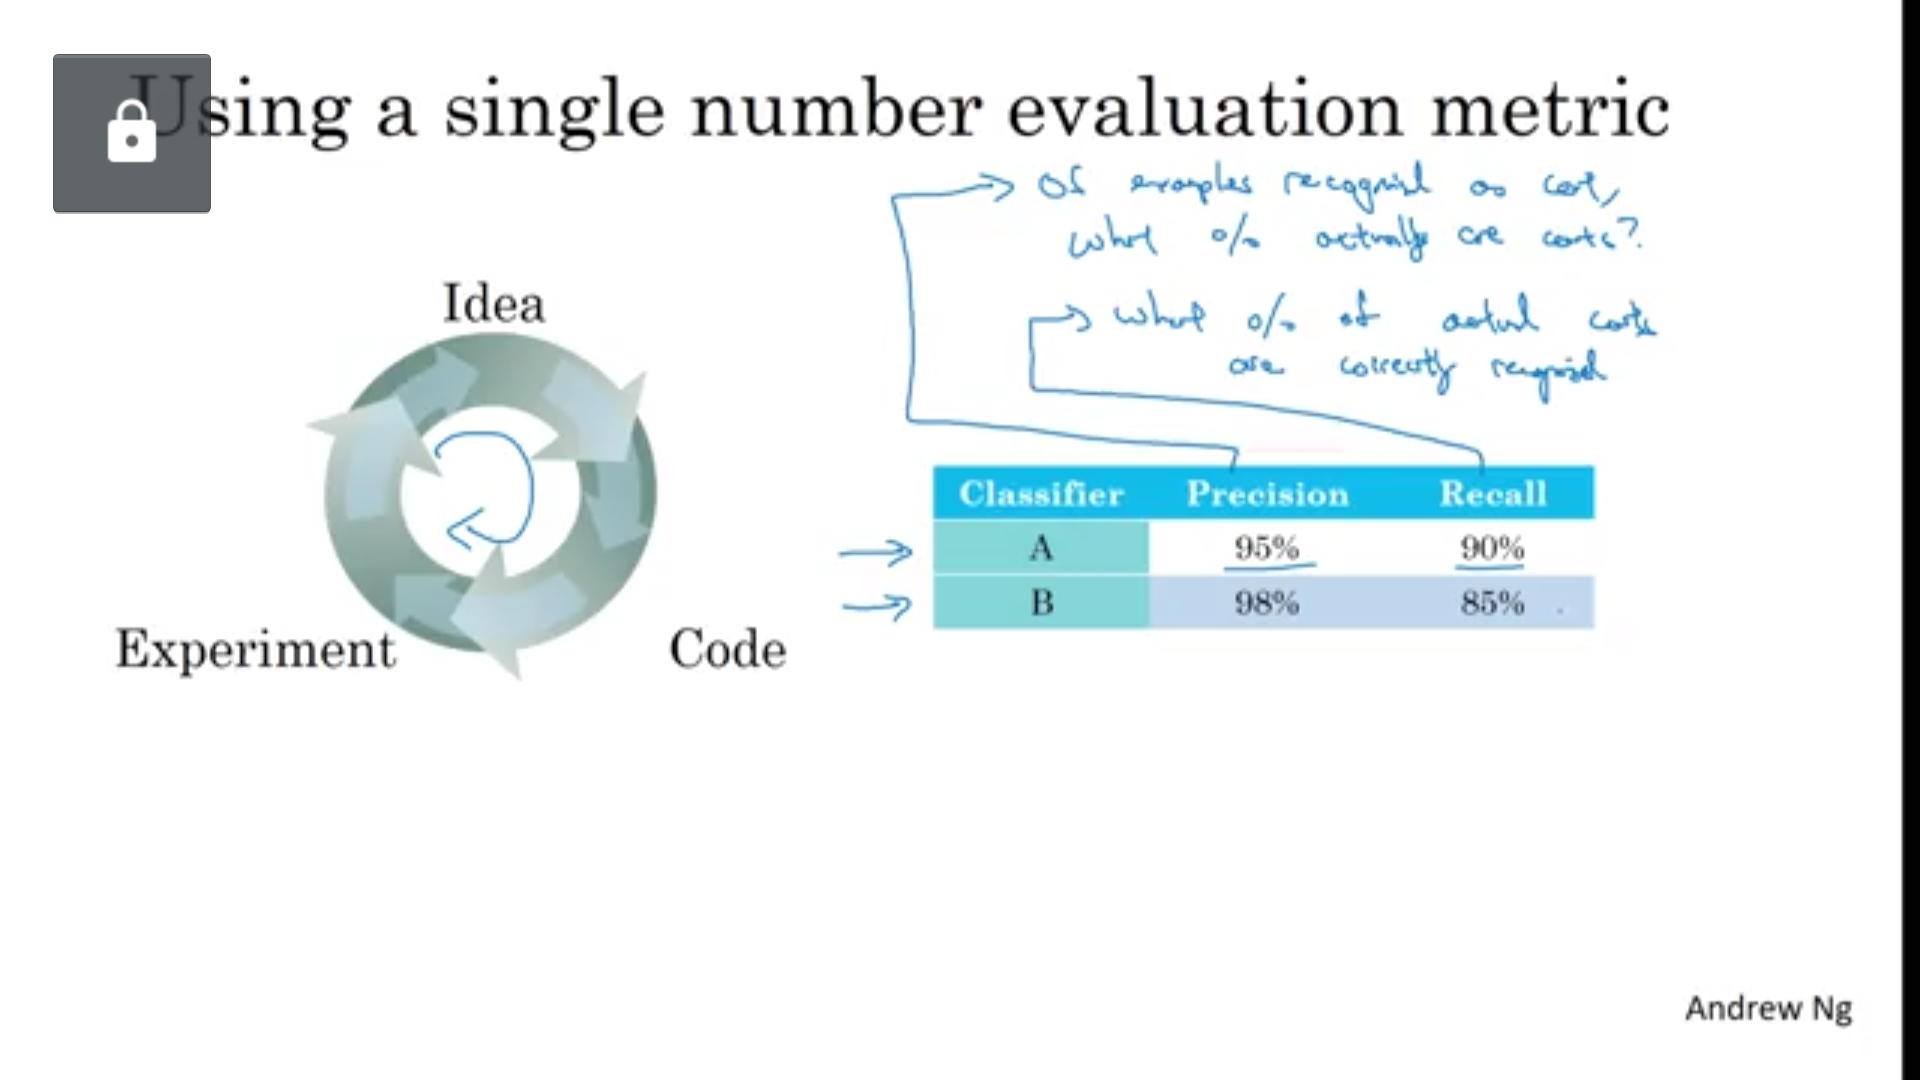 Using a single number evaluation metric
Of examples recognized as cat,
what % actually are cats?
what % of actual cats
are correctly recognized
Idea
Experiment
Code
Classifier Precision Recall
A 95% 90%
B 98% 85%
Andrew Ng